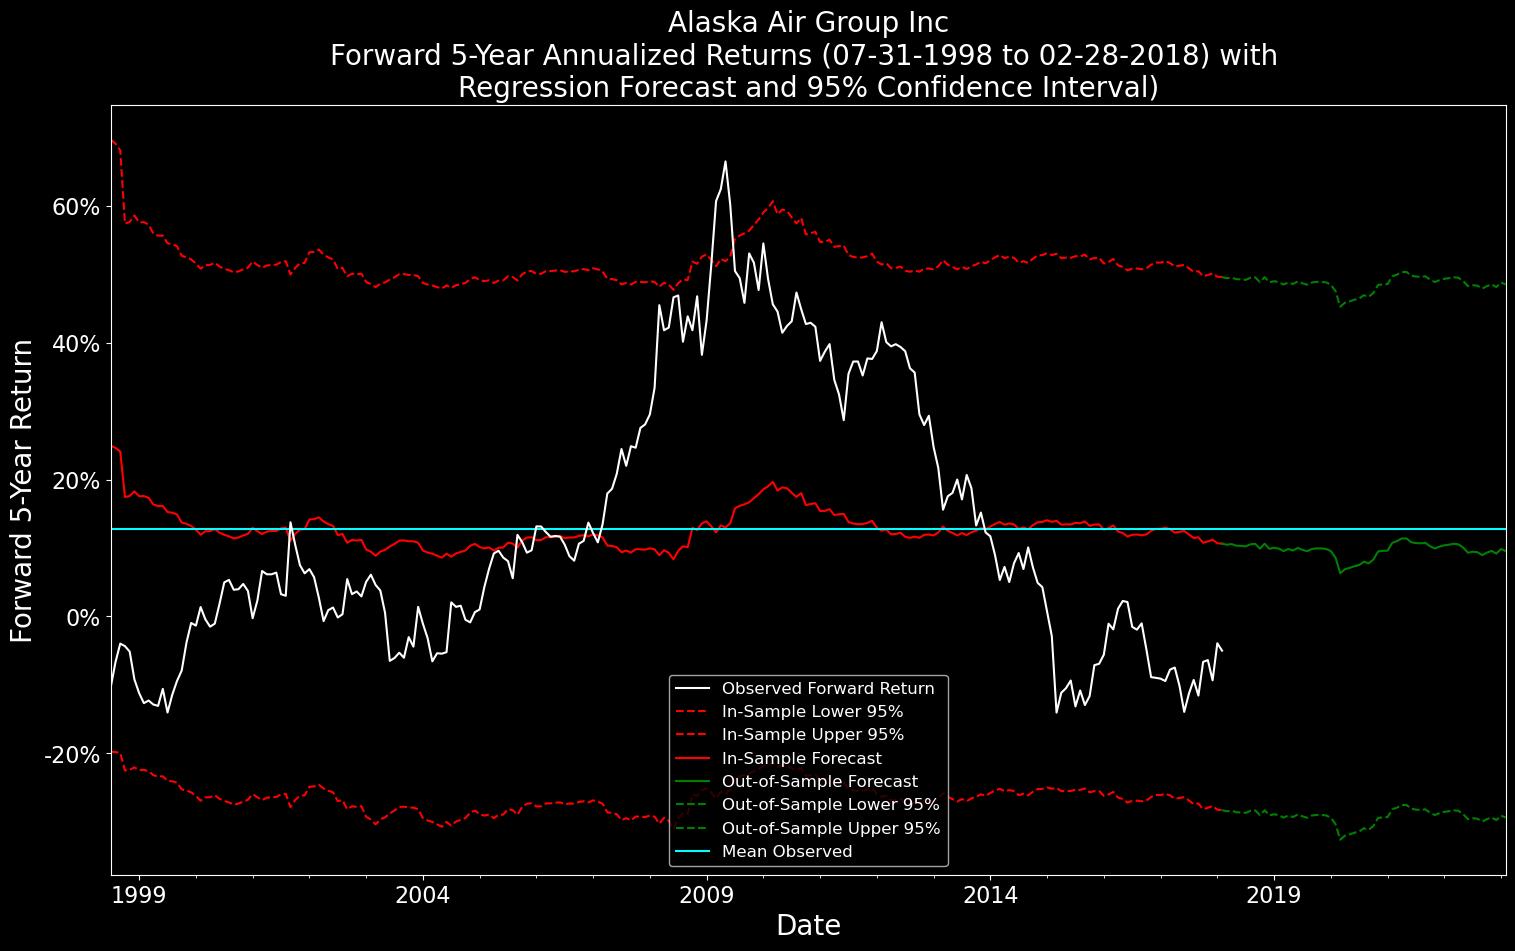 Alaska Air Group Inc
Forward 5-Year Annualized Returns (07-31-1998 to 02-28-2018) with
Regression Forecast and 95% Confidence Interval)
Forward 5-Year Return
60%
40%
20%
0%
-20%
Observed Forward Return
In-Sample Lower 95%
In-Sample Upper 95%
In-Sample Forecast
Out-of-Sample Forecast
Out-of-Sample Lower 95%
Out-of-Sample Upper 95%
Mean Observed
1999 2004 2009 2014 2019
Date